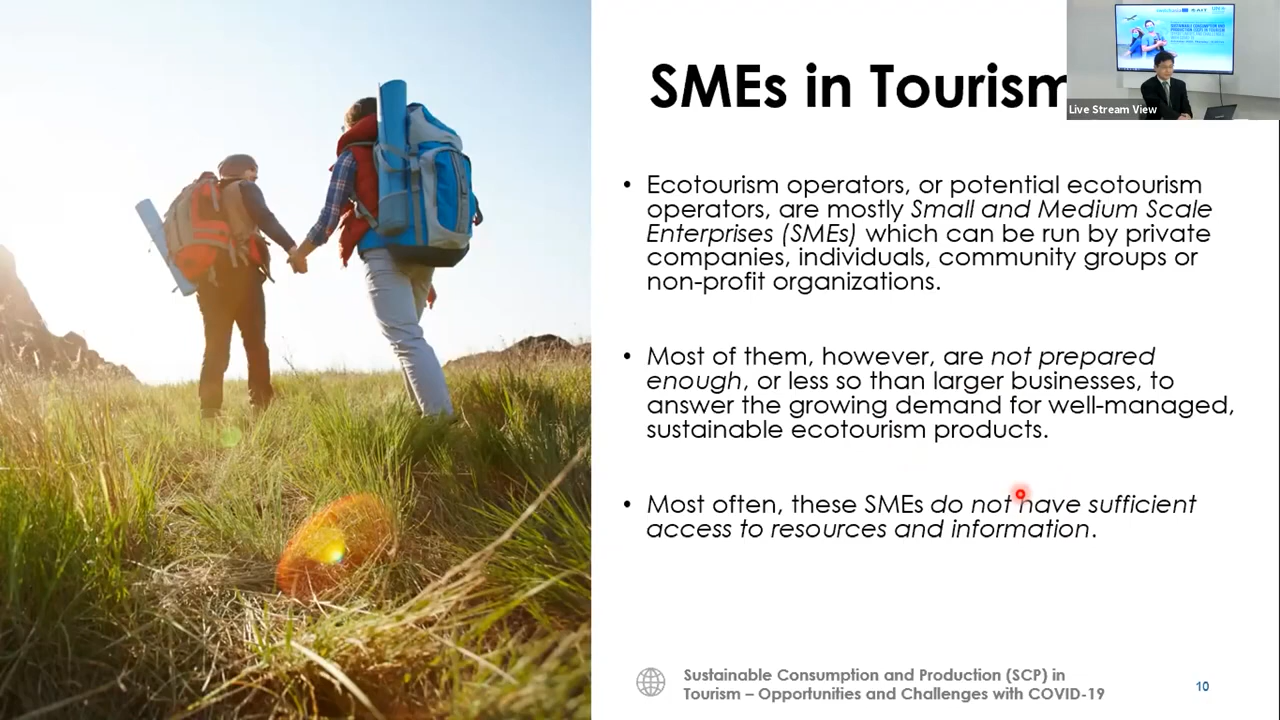 SMEs in Tourism
Live Stream View
• Ecotourism operators, or potential ecotourism
operators, are mostly Small and Medium Scale
Enterprises (SMEs) which can be run by private
companies, individuals, community groups or
non-profit organizations.
• Most of them, however, are not prepared
enough, or less so than larger businesses, to
answer the growing demand for well-managed,
sustainable ecotourism products.
• Most often, these SMEs do not have sufficient
access to resources and information.
Sustainable Consumption and Production (SCP) in
Tourism – Opportunities and Challenges with COVID-19
10